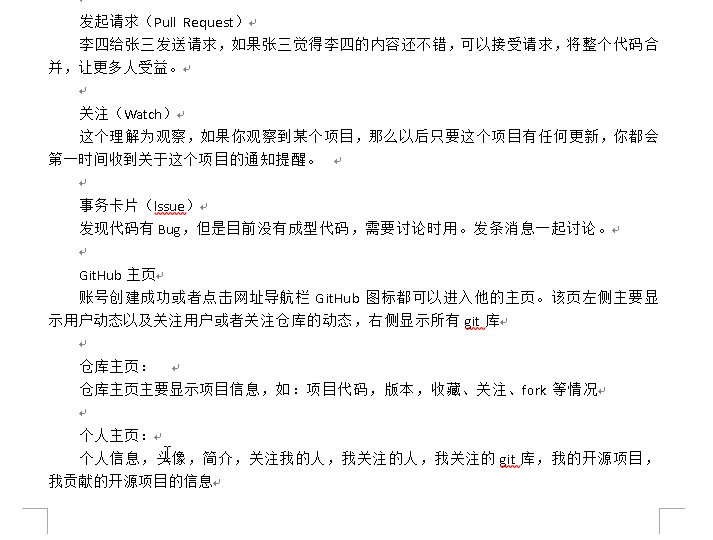 发起请求（Pull Request）
李四给张三发送请求，如果张三觉得李四的内容还不错，可以接受请求，将整个代码合
并，让更多人受益。
关注（Watch）
这个理解为观察，如果你观察到某个项目，那么以后只要这个项目有任何更新，你都会
第一时间收到关于这个项目的通知提醒。
事务卡片（Issue）
发现代码有 Bug，但是目前没有成型代码，需要讨论时用。发条消息一起讨论。
GitHub 主页
账号创建成功或者点击网址导航栏 GitHub 图标都可以进入他的主页。该页左侧主要显
示用户动态以及关注用户或者关注仓库的动态，右侧显示所有 git 库
仓库主页：
仓库主页主要显示项目信息，如：项目代码，版本，收藏、关注、fork 等情况
个人主页：
个人信息，头像，简介，关注我的人，我关注的人，我关注的 git 库，我的开源项目，
我贡献的开源项目的信息